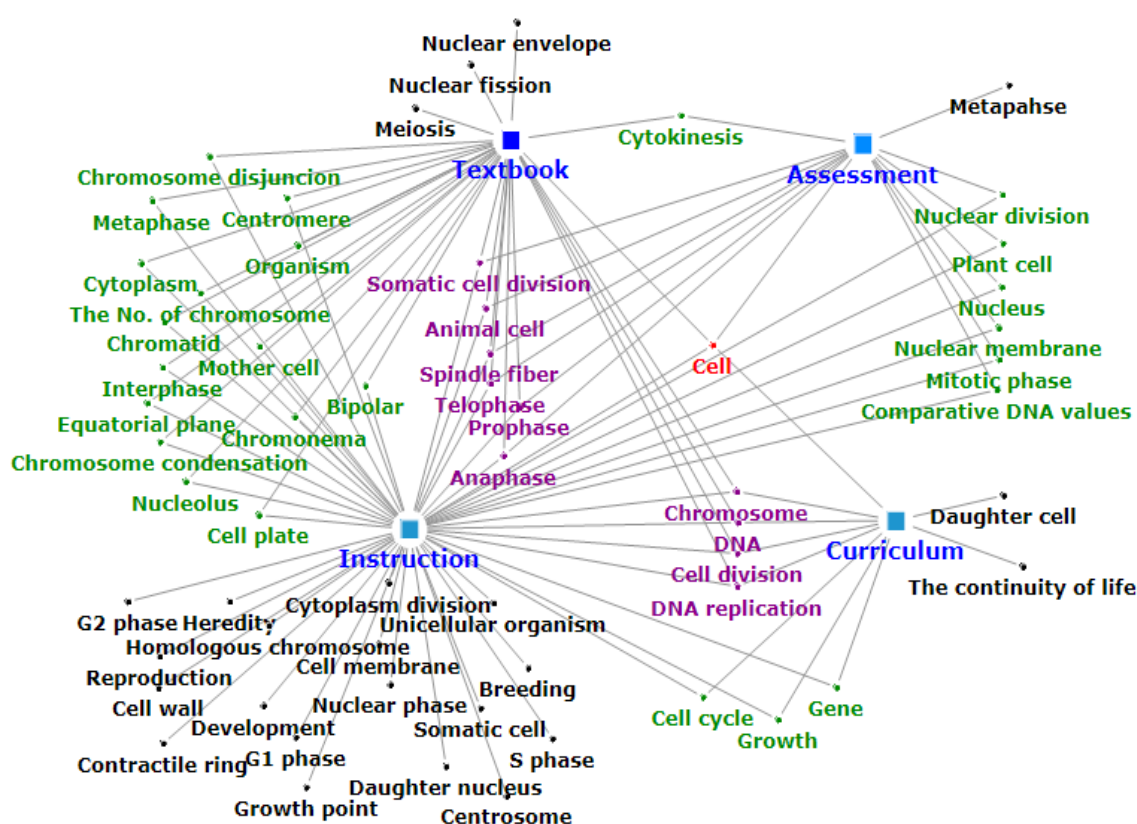 Nuclear envelope
Nuclear fission
Meiosis
Metapahse
Cytokinesis
Textbook
Assessment
Chromosome disjuncion
Metaphase
Centromere
Nuclear division
Organism
Plant cell
Cytoplasm
Somatic cell division
Nucleus
The No. of chromosome
Animal cell
Chromatid
Nuclear membrane
Mother cell
Cell
Spindle fiber
Mitotic phase
Interphase
Bipolar
Telophase
Comparative DNA values
Equatorial plane
Prophase
Chromonema
Chromosome condensation
Anaphase
Nucleolus
Chromosome
Daughter cell
Cell plate
DNA
Instruction
Curriculum
Cell division
The continuity of life
Cytoplasm division
DNA replication
G2 phase
Heredity
Unicellular organism
Homologous chromosome
Cell membrane
Reproduction
Breeding
Cell wall
Nuclear phase
Gene
Development
Somatic cell
Cell cycle
Growth
G1 phase
S phase
Contractile ring
Daughter nucleus
Growth point
Centrosome